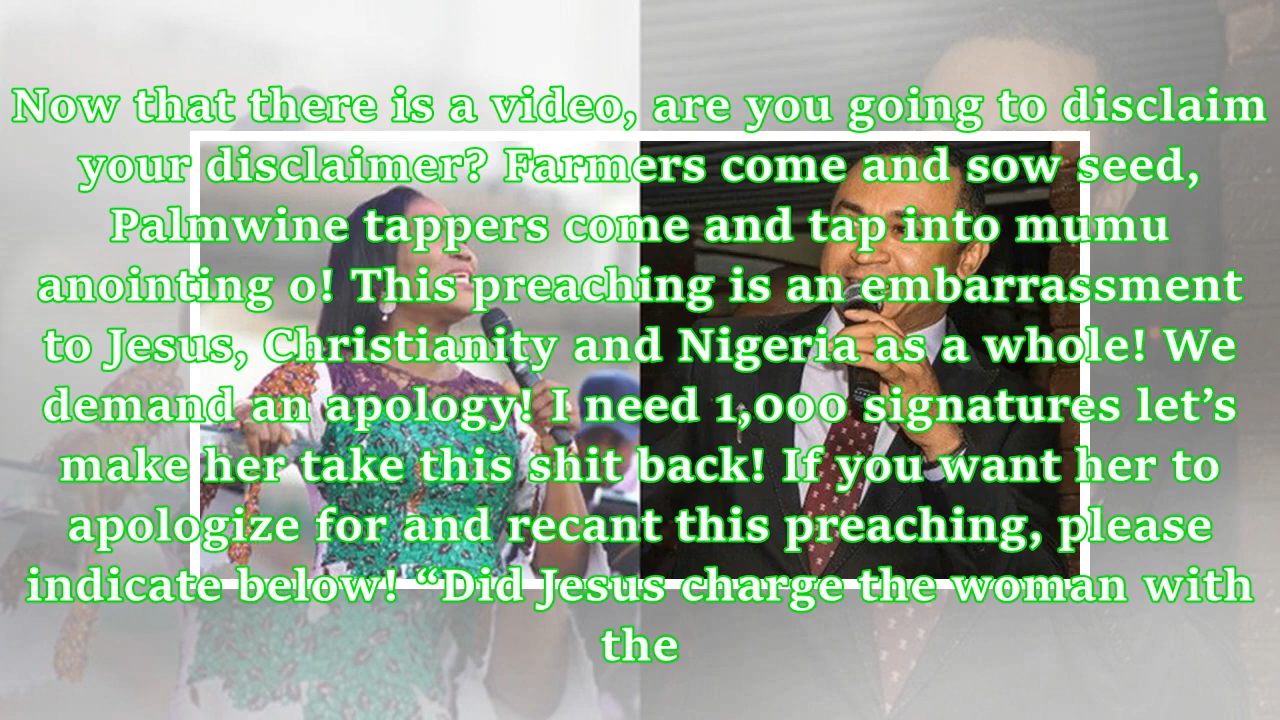 Now that there is a video, are you going to disclaim
your disclaimer? Farmers come and sow seed,
Palmwine tappers come and tap into mumu
anointing o! This preaching is an embarrassment
to Jesus, Christianity and Nigeria as a whole! We
demand an apology! I need 1,000 signatures let’s
make her take this shit back! If you want her to
apologize for and recant this preaching, please
indicate below! “Did Jesus charge the woman with
the